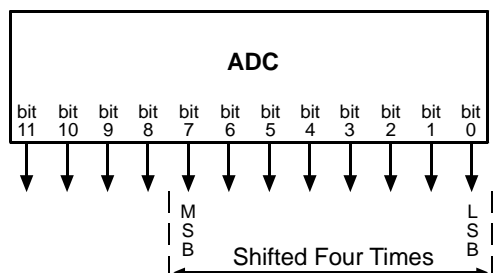 ADC
bit bit bit bit bit bit bit bit bit bit bit bit
11 10 9 8 7 6 5 4 3 2 1 0
MSB
LSB
Shifted Four Times